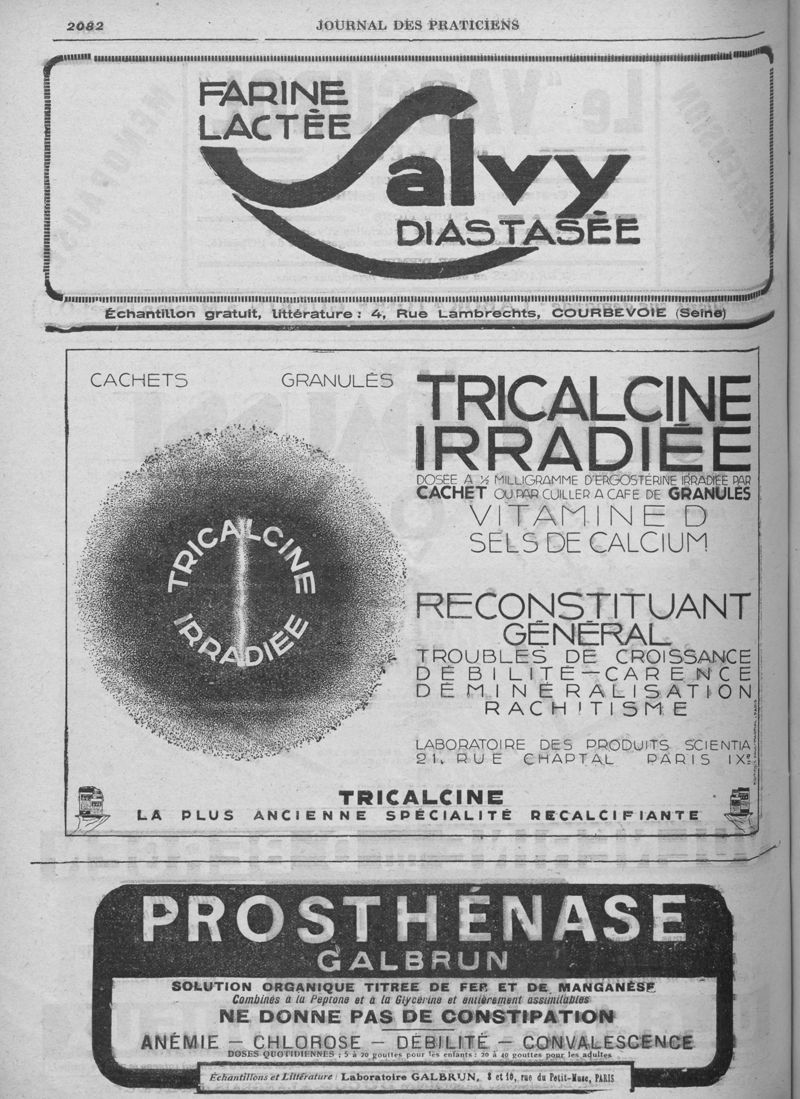 2082
JOURNAL DES PRATICIENS
FARINE
LACTÉE
Salvy
DIASTASÉE
Échantillon gratuit, littérature : 4, Rue Lambrechts, COURBEVOIE (Seine)
CACHETS GRANULÉS
TRICALCINE
IRRADIÉE
TRICALCINE
IRRADIÉE
DOSÉE A ½ MILLIGRAMME D'ERGOSTÉRINE IRRADIÉE PAR
CACHET OU PAR CUILLER A CAFÉ DE GRANULÉS
VITAMINE D
SELS DE CALCIUM
RECONSTITUANT
GÉNÉRAL
TROUBLES DE CROISSANCE
DÉBILITÉ — CARENCE
DÉMINÉRALISATION
RACHITISME
LABORATOIRE DES PRODUITS SCIENTIA
21, RUE CHAPTAL PARIS IXe
TRICALCINE
LA PLUS ANCIENNE SPÉCIALITÉ RECALCIFIANTE
PROSTHÉNASE
GALBRUN
SOLUTION ORGANIQUE TITRÉE DE FER ET DE MANGANÈSE
Combinés à la Peptone et à la Glycérine et entièrement assimilables
NE DONNE PAS DE CONSTIPATION
ANÉMIE — CHLOROSE — DÉBILITÉ — CONVALESCENCE
DOSES QUOTIDIENNES : 5 à 20 gouttes pour les enfants : 20 à 40 gouttes pour les adultes
Échantillons et Littérature : Laboratoire GALBRUN, 8 et 10, rue du Petit-Musc, PARIS